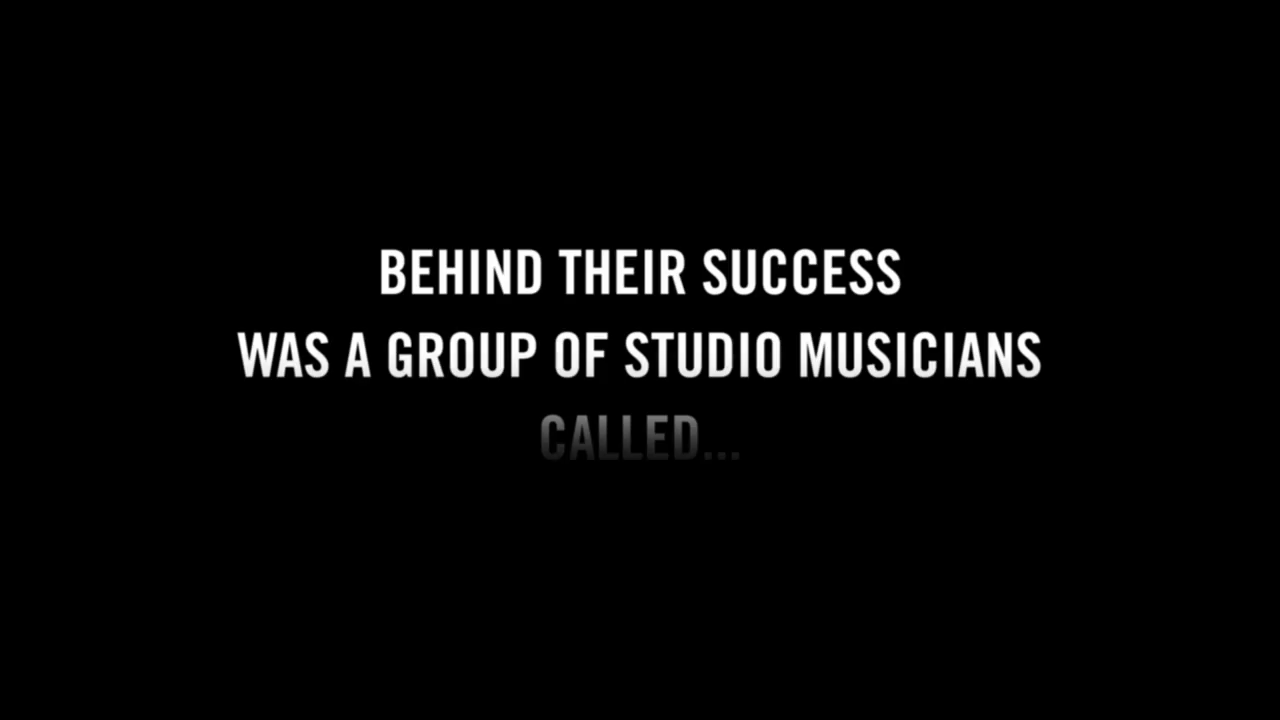 BEHIND THEIR SUCCESS
WAS A GROUP OF STUDIO MUSICIANS
CALLED...